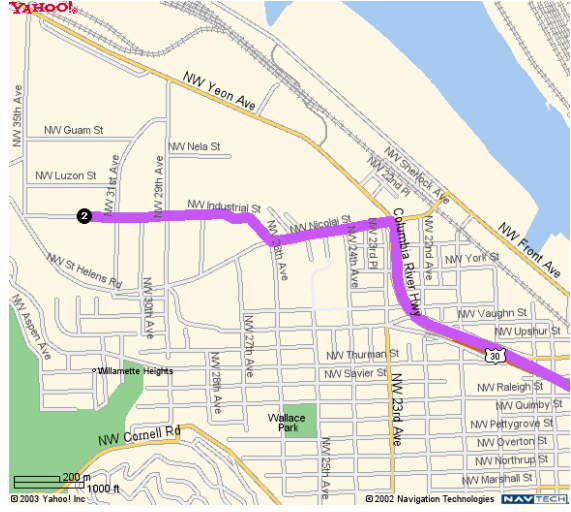 YAHOO!
NW Yeon Ave
NW 35th Ave
NW Guam St
NW Nela St
NW Luzon St
NW 31st Ave
NW 29th Ave
NW 22nd Pl
NW Sherlock Ave
2
NW Industrial St
NW Nicolai St
NW 26th Ave
NW 24th Ave
NW 23rd Pl
Columbia River Hwy
NW 22nd Ave
NW Front Ave
NW York St
NW St Helens Rd
NW 30th Ave
NW Vaughn St
NW Upshur St
NW Aspen Ave
NW 27th Ave
NW 28th Ave
NW Thurman St
30
Willamette Heights
NW Savier St
NW Raleigh St
NW 23rd Ave
NW Quimby St
Wallace
Park
NW Pettygrove St
NW Cornell Rd
NW Overton St
NW 25th Ave
NW Northrup St
NW Marshall St
200 m
1000 ft
© 2003 Yahoo! Inc
© 2002 Navigation Technologies
NAVTECH